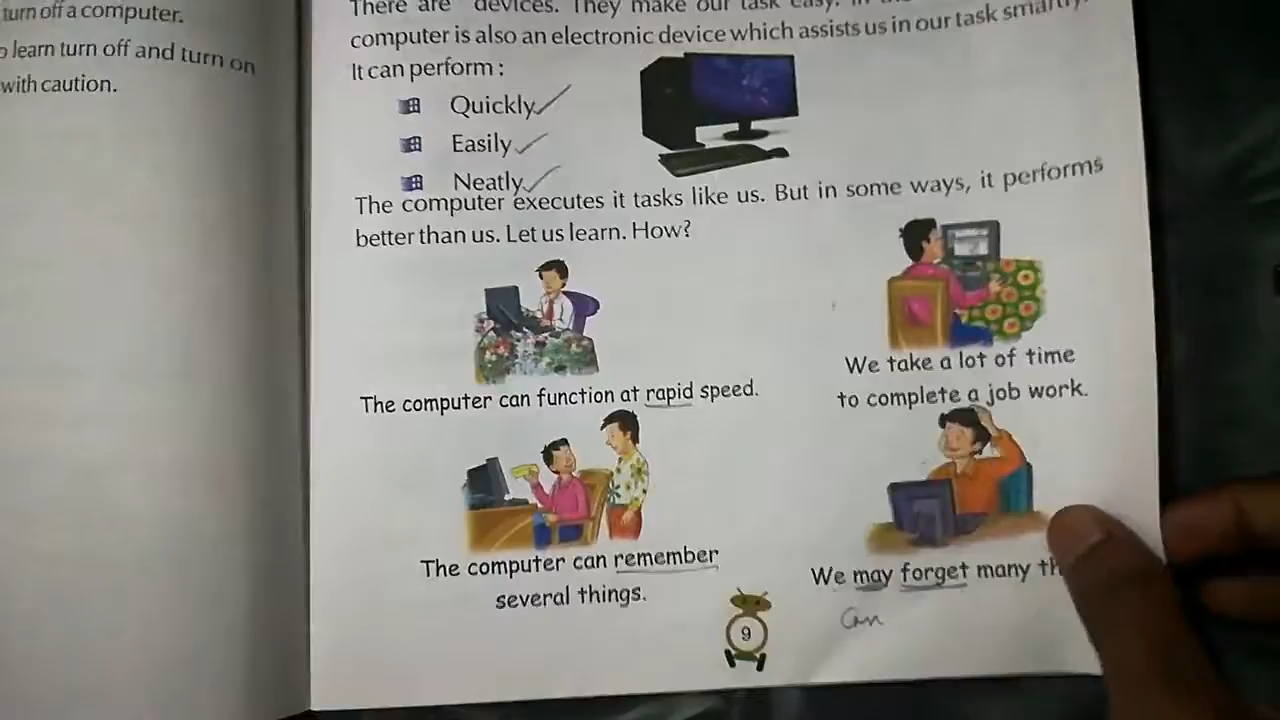 turn off a computer.
learn turn off and turn on
with caution.
There are devices. They make our task easy.
computer is also an electronic device which assists us in our task smartly.
It can perform :
Quickly
Easily
Neatly
The computer executes it tasks like us. But in some ways, it performs
better than us. Let us learn. How?
The computer can function at rapid speed.
We take a lot of time
to complete a job work.
The computer can remember
several things.
We may forget many
Can
9